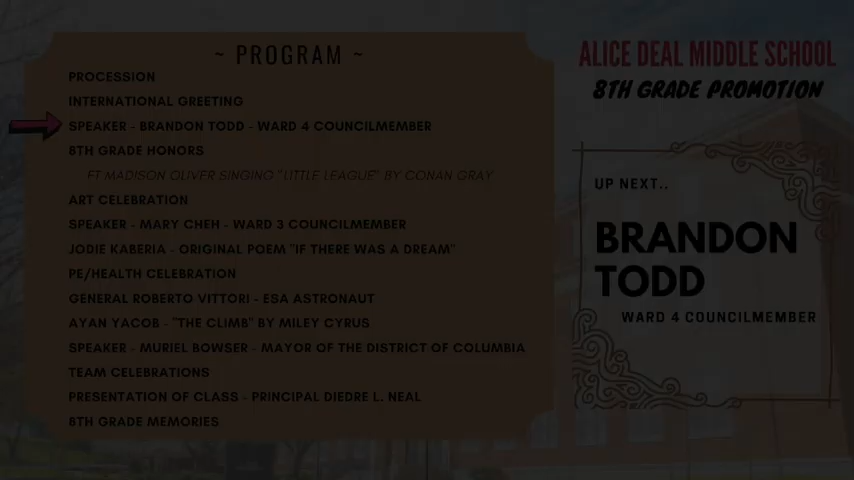 ~ PROGRAM ~
PROCESSION
INTERNATIONAL GREETING
SPEAKER - BRANDON TODD - WARD 4 COUNCILMEMBER
8TH GRADE HONORS
FT MADISON OLIVER SINGING "LITTLE LEAGUE" BY CONAN GRAY
ART CELEBRATION
SPEAKER - MARY CHEH - WARD 3 COUNCILMEMBER
JODIE KABERIA - ORIGINAL POEM "IF THERE WAS A DREAM"
PE/HEALTH CELEBRATION
GENERAL ROBERTO VITTORI - ESA ASTRONAUT
AYAN YACOB - "THE CLIMB" BY MILEY CYRUS
SPEAKER - MURIEL BOWSER - MAYOR OF THE DISTRICT OF COLUMBIA
TEAM CELEBRATIONS
PRESENTATION OF CLASS - PRINCIPAL DIEDRE L. NEAL
8TH GRADE MEMORIES
ALICE DEAL MIDDLE SCHOOL
8TH GRADE PROMOTION
UP NEXT..
BRANDON
TODD
WARD 4 COUNCILMEMBER